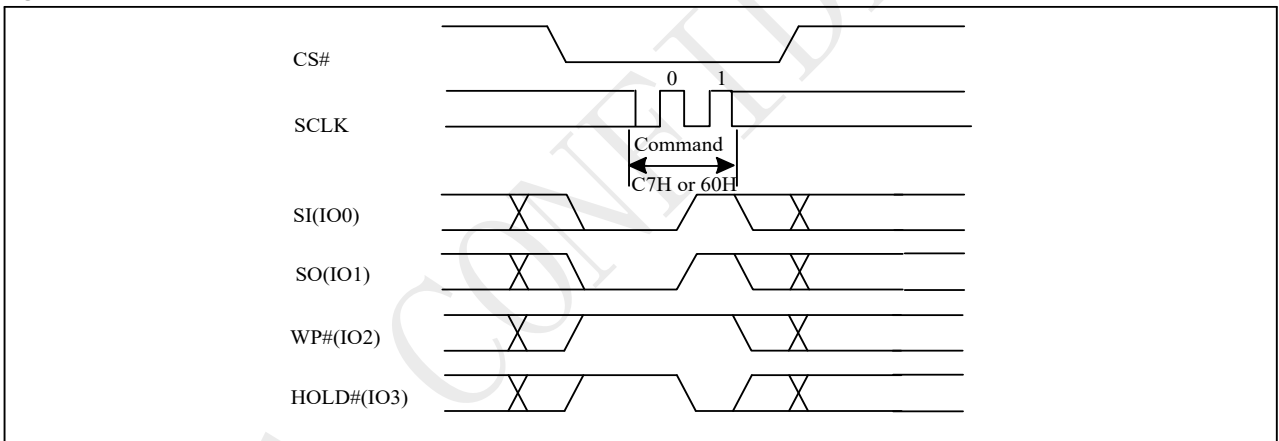 CS#
0 1
SCLK
Command
C7H or 60H
SI(IO0)
SO(IO1)
WP#(IO2)
HOLD#(IO3)